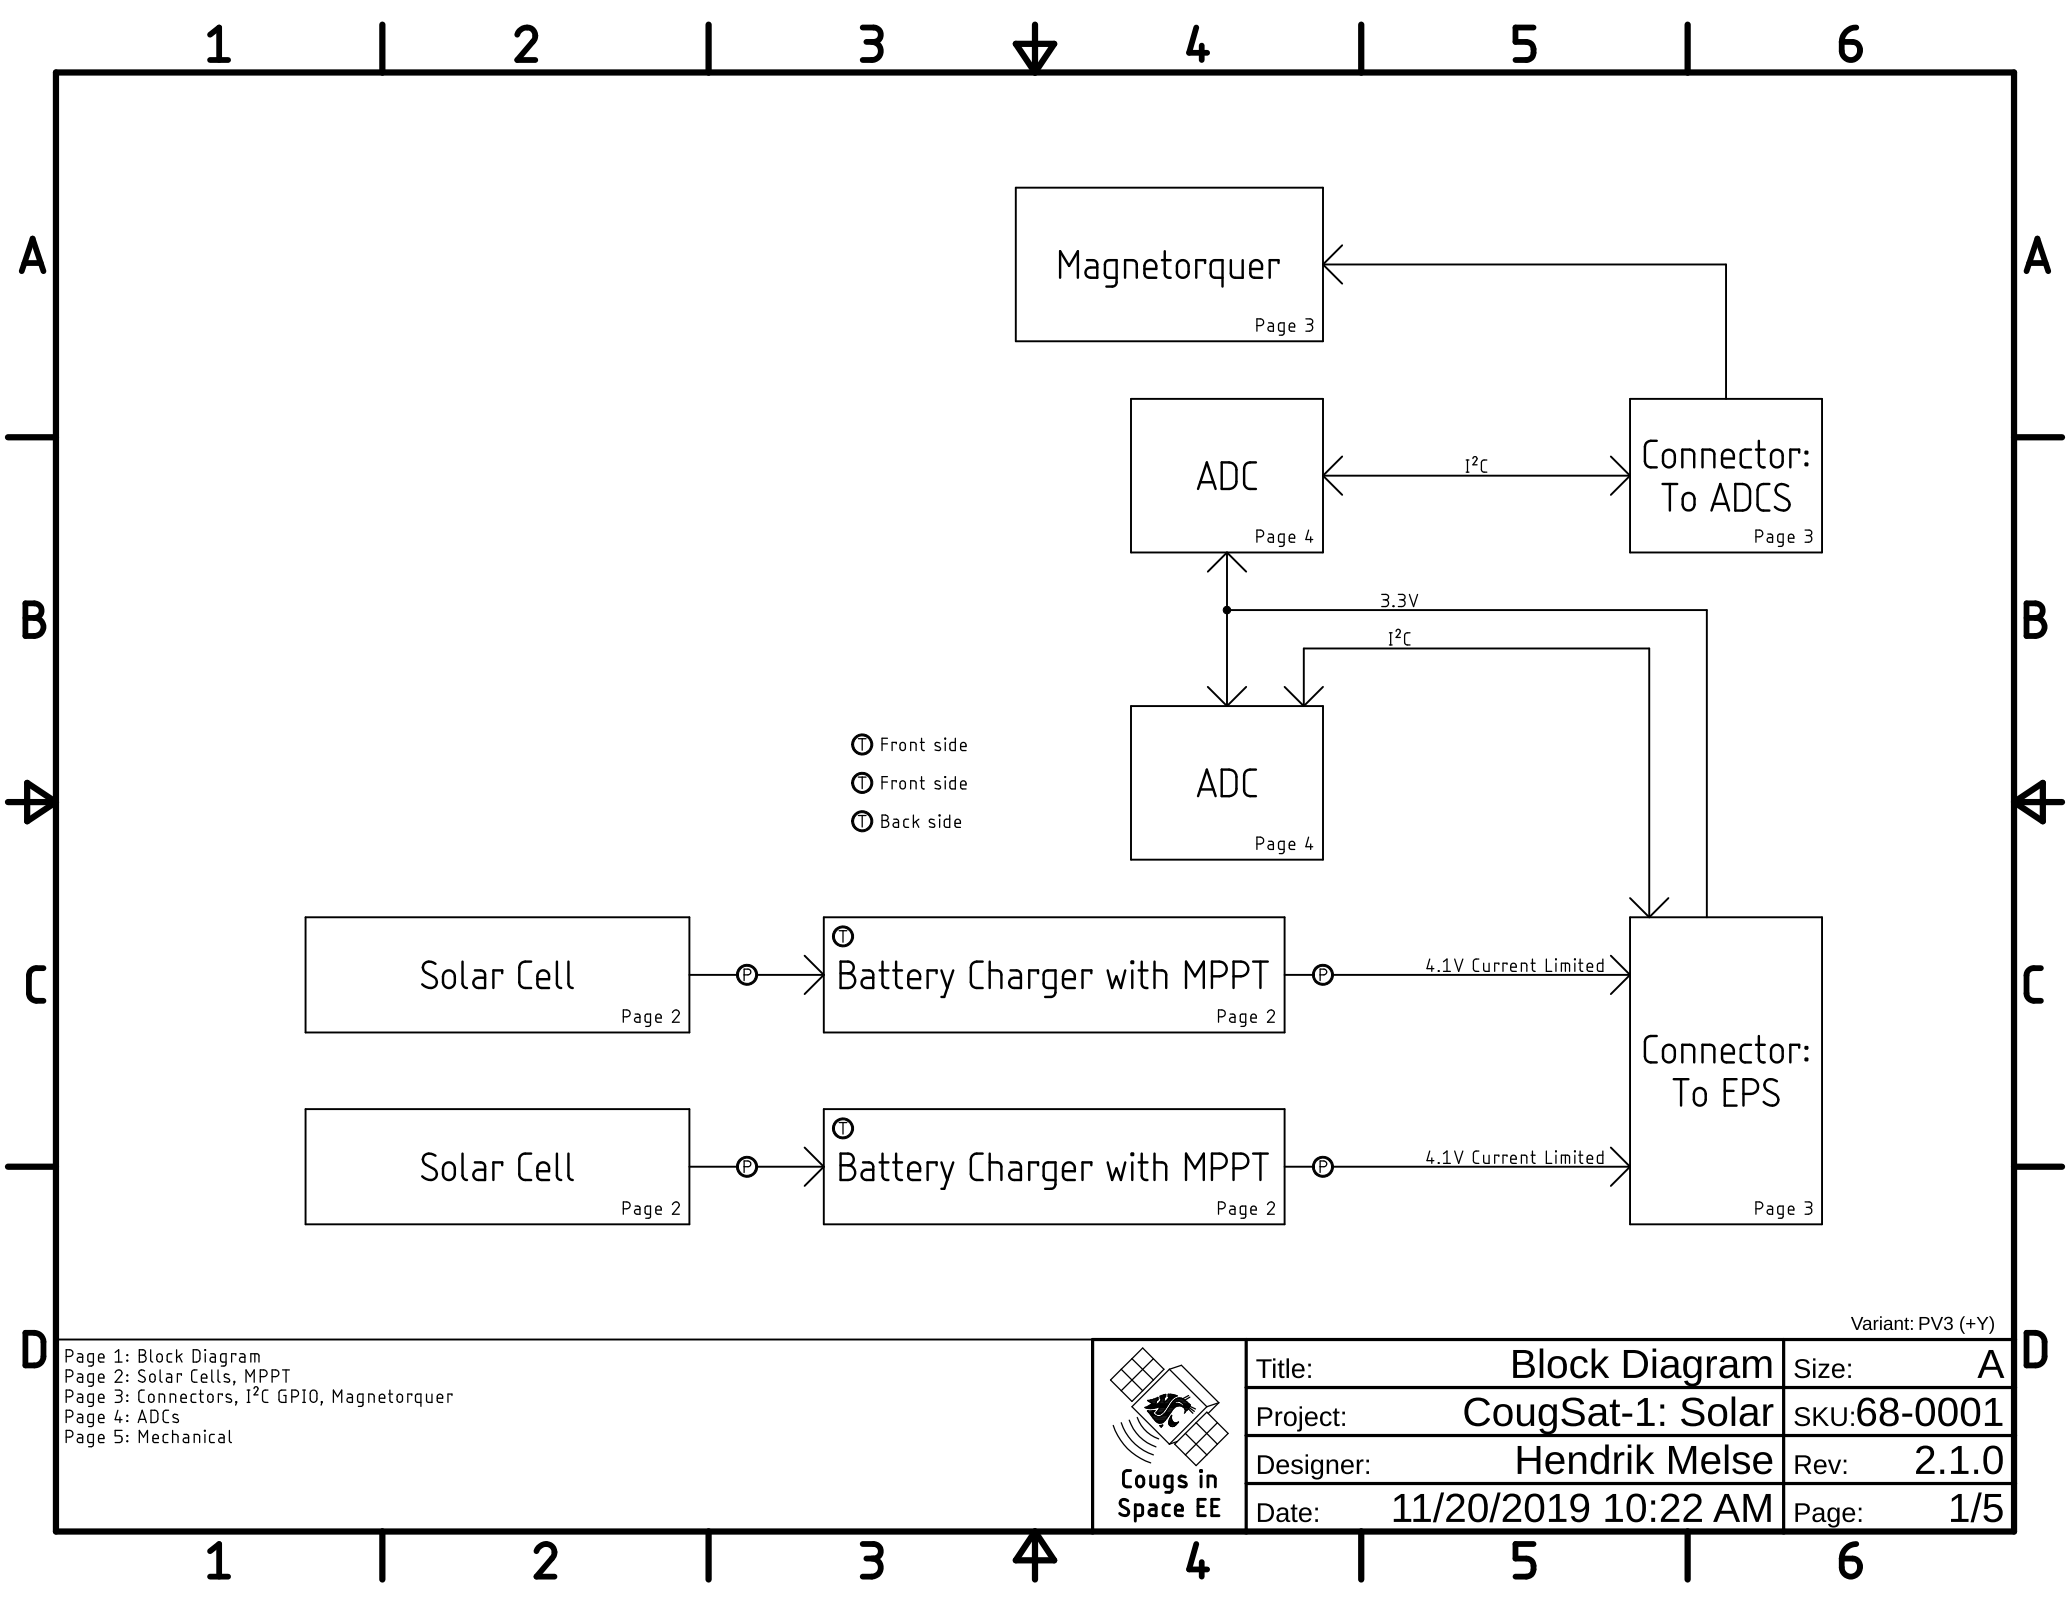 1 2 3 4 5 6
A A
Magnetorquer
Page 3
ADC
Page 4
I²C
Connector:
To ADCS
Page 3
B B
3.3V
I²C
T Front side
T Front side
T Back side
ADC
Page 4
C C
Solar Cell
Page 2
P
T
Battery Charger with MPPT
Page 2
P
4.1V Current Limited
Connector:
To EPS
Page 3
Solar Cell
Page 2
P
T
Battery Charger with MPPT
Page 2
P
4.1V Current Limited
Variant: PV3 (+Y)
D D
Page 1: Block Diagram
Page 2: Solar Cells, MPPT
Page 3: Connectors, I²C GPIO, Magnetorquer
Page 4: ADCs
Page 5: Mechanical
Cougs in
Space EE
Title: Block Diagram Size: A
Project: CougSat-1: Solar SKU: 68-0001
Designer: Hendrik Melse Rev: 2.1.0
Date: 11/20/2019 10:22 AM Page: 1/5
1 2 3 4 5 6